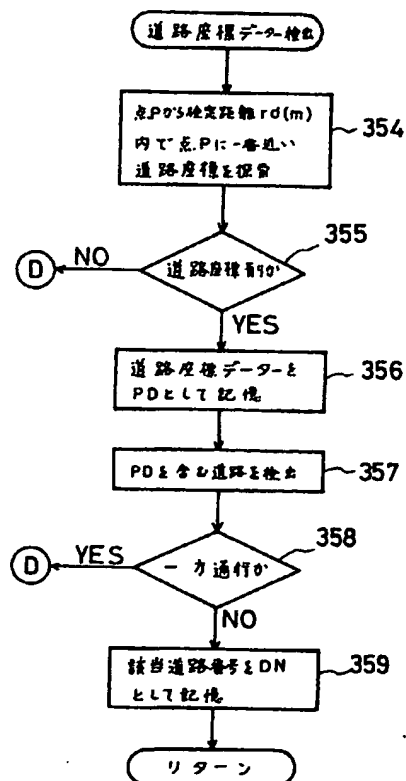 道路座標データー検出
点Pから所定距離rd(m)
内で点Pに一番近い
道路座標を捜索
354
道路座標有りか
355
NO
D
YES
道路座標データーを
PDとして記憶
356
PDを含む道路を検出
357
一方通行か
358
YES
D
NO
該当道路番号をDN
として記憶
359
リターン